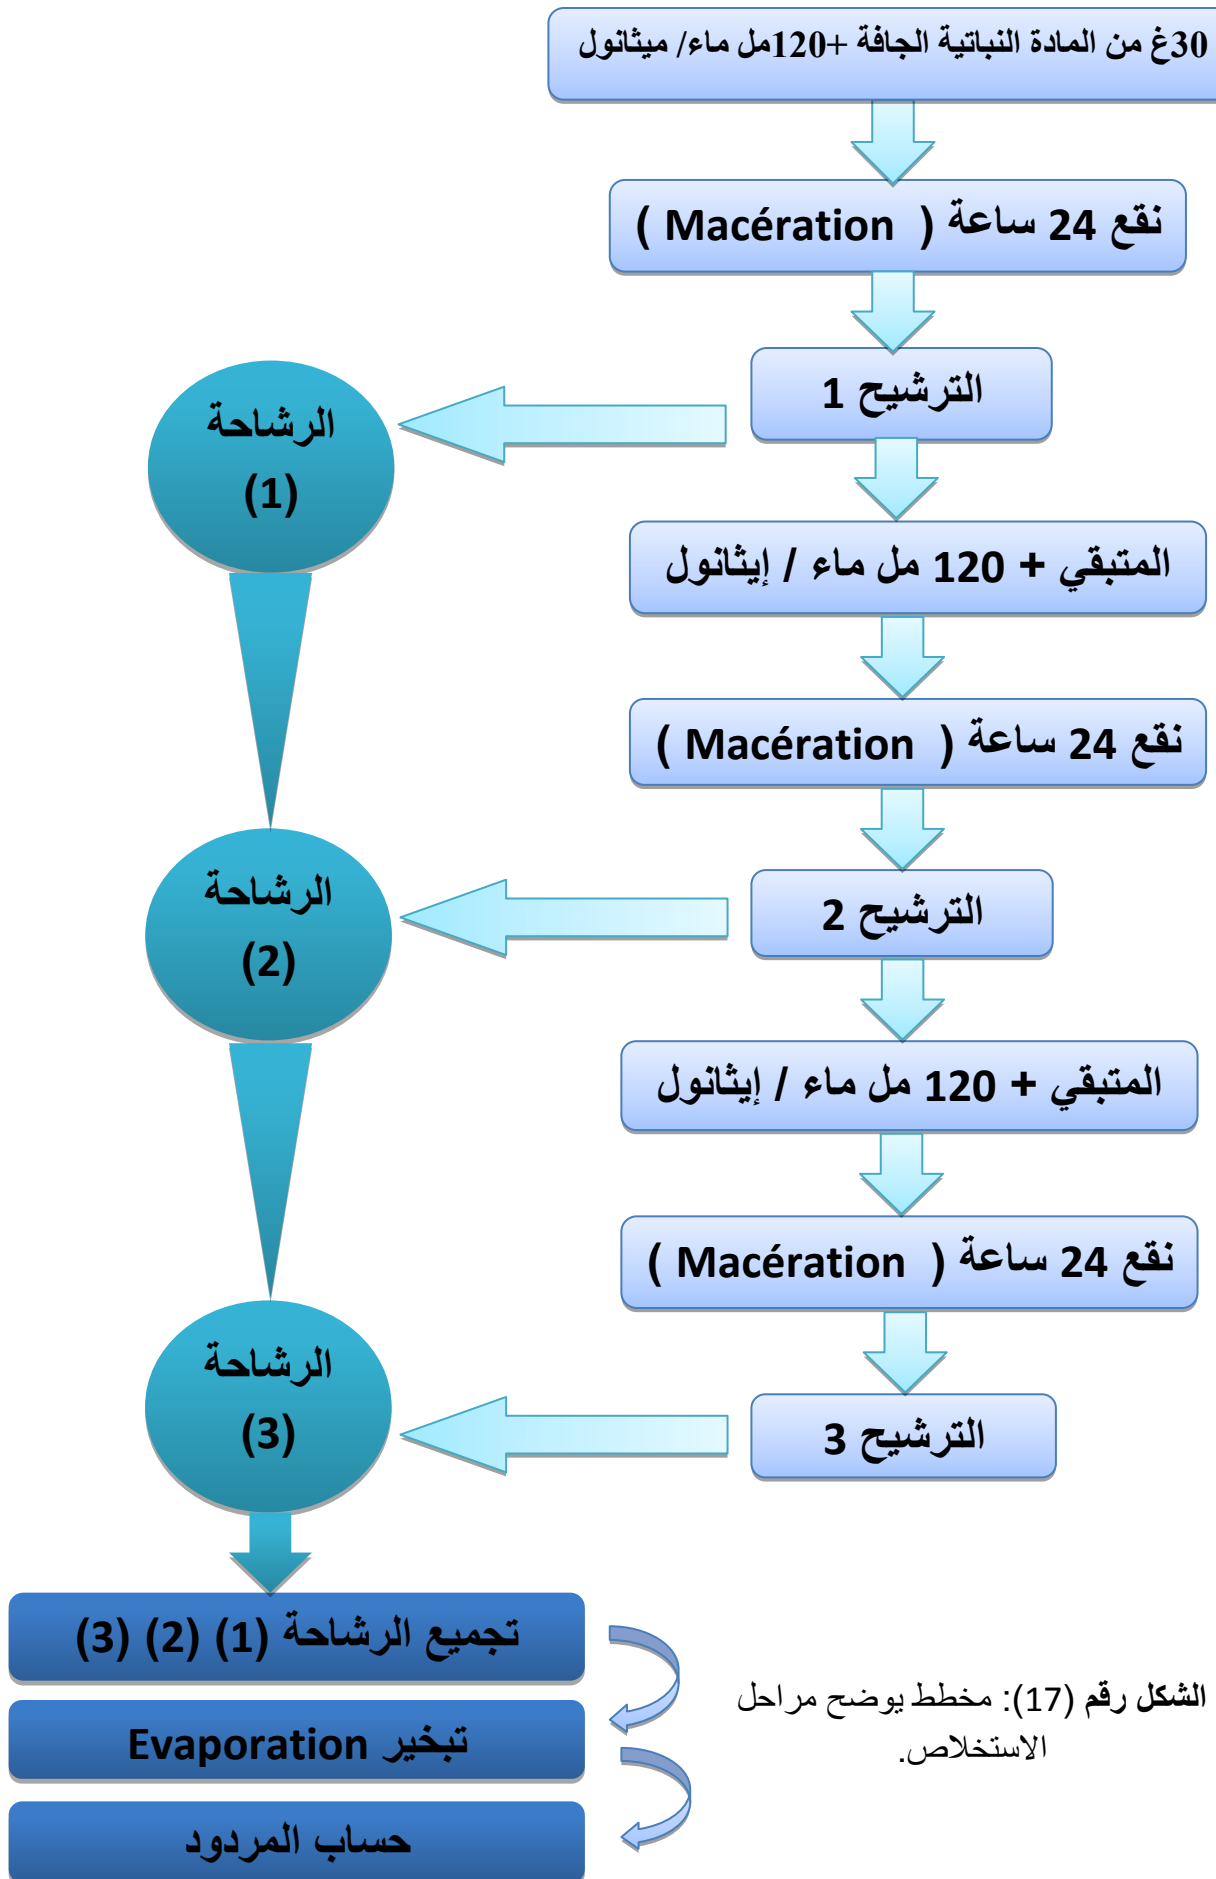 30غ من المادة النباتية الجافة +120مل ماء/ ميثانول
نقع 24 ساعة ( Macération )
الترشيح 1
الرشاحة
(1)
المتبقي + 120 مل ماء / إيثانول
نقع 24 ساعة ( Macération )
الترشيح 2
الرشاحة
(2)
المتبقي + 120 مل ماء / إيثانول
نقع 24 ساعة ( Macération )
الترشيح 3
الرشاحة
(3)
تجميع الرشاحة (1) (2) (3)
تبخير Evaporation
حساب المردود
الشكل رقم (17): مخطط يوضح مراحل
الاستخلاص.